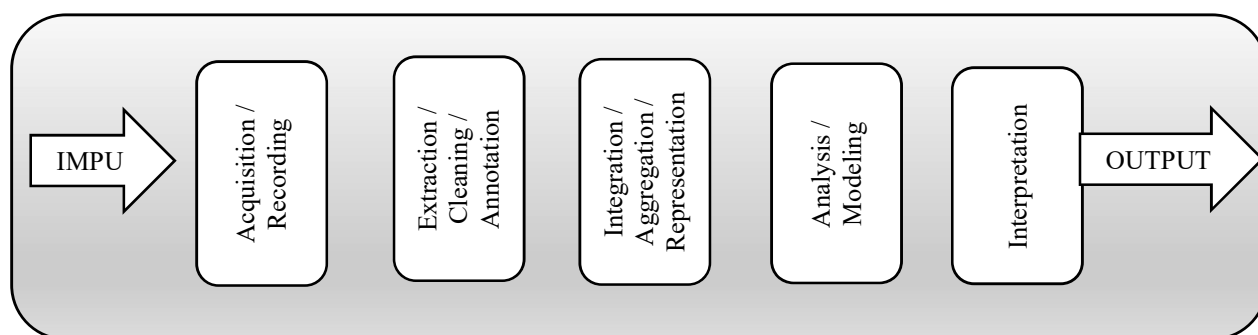 IMPU
Acquisition /
Recording
Extraction /
Cleaning /
Annotation
Integration /
Aggregation /
Representation
Analysis /
Modeling
Interpretation
OUTPUT